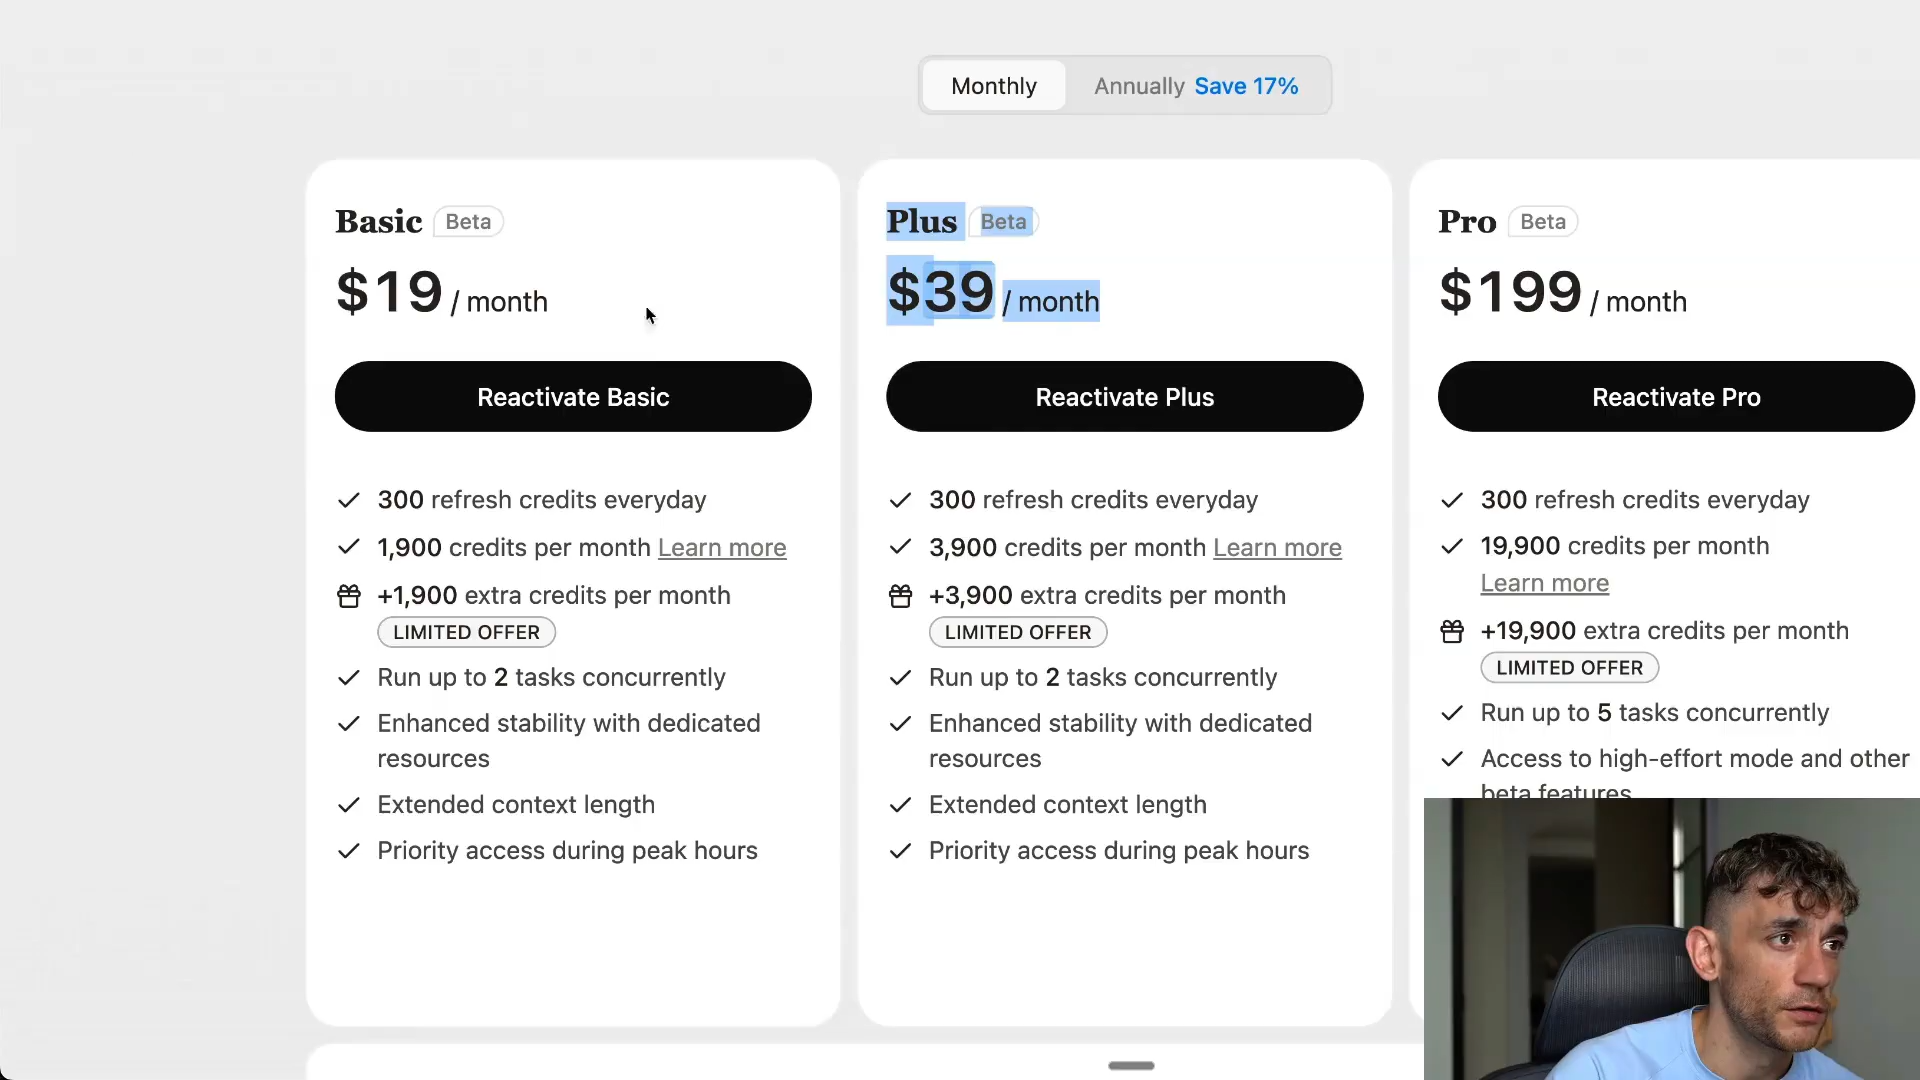 Monthly Annually Save 17%
Basic Beta
$19 / month
Reactivate Basic
300 refresh credits everyday
1,900 credits per month Learn more
+1,900 extra credits per month
LIMITED OFFER
Run up to 2 tasks concurrently
Enhanced stability with dedicated
resources
Extended context length
Priority access during peak hours
Plus Beta
$39 / month
Reactivate Plus
300 refresh credits everyday
3,900 credits per month Learn more
+3,900 extra credits per month
LIMITED OFFER
Run up to 2 tasks concurrently
Enhanced stability with dedicated
resources
Extended context length
Priority access during peak hours
Pro Beta
$199 / month
Reactivate Pro
300 refresh credits everyday
19,900 credits per month
Learn more
+19,900 extra credits per month
LIMITED OFFER
Run up to 5 tasks concurrently
Access to high-effort mode and other
beta features